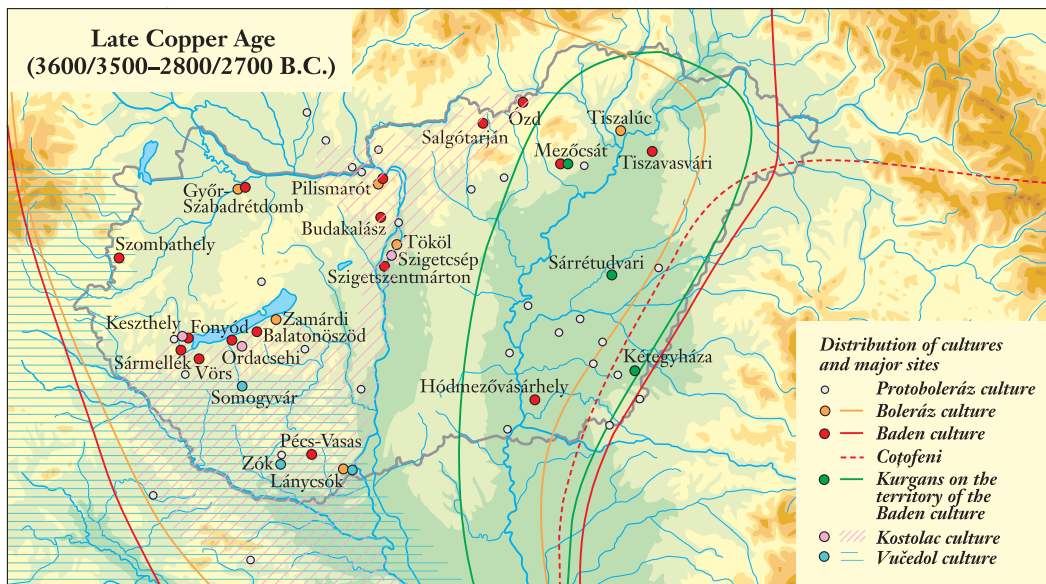 Late Copper Age
(3600/3500–2800/2700 B.C.)
Ózd
Salgótarján
Tiszalúc
Mezőcsát
Tiszavasvári
Győr-
Szabadrétdomb
Pilismarót
Budakalász
Szombathely
Tököl
Szigetcsép
Szigetszentmárton
Sárrétudvari
Keszthely
Fonyód
Zamárdi
Balatonöszöd
Ordacsehi
Sármellék
Vörs
Somogyvár
Kétegyháza
Hódmezővásárhely
Pécs-Vasas
Zók
Lánycsók
Distribution of cultures
and major sites
Protoboleráz culture
Boleráz culture
Baden culture
Coţofeni
Kurgans on the
territory of the
Baden culture
Kostolac culture
Vučedol culture